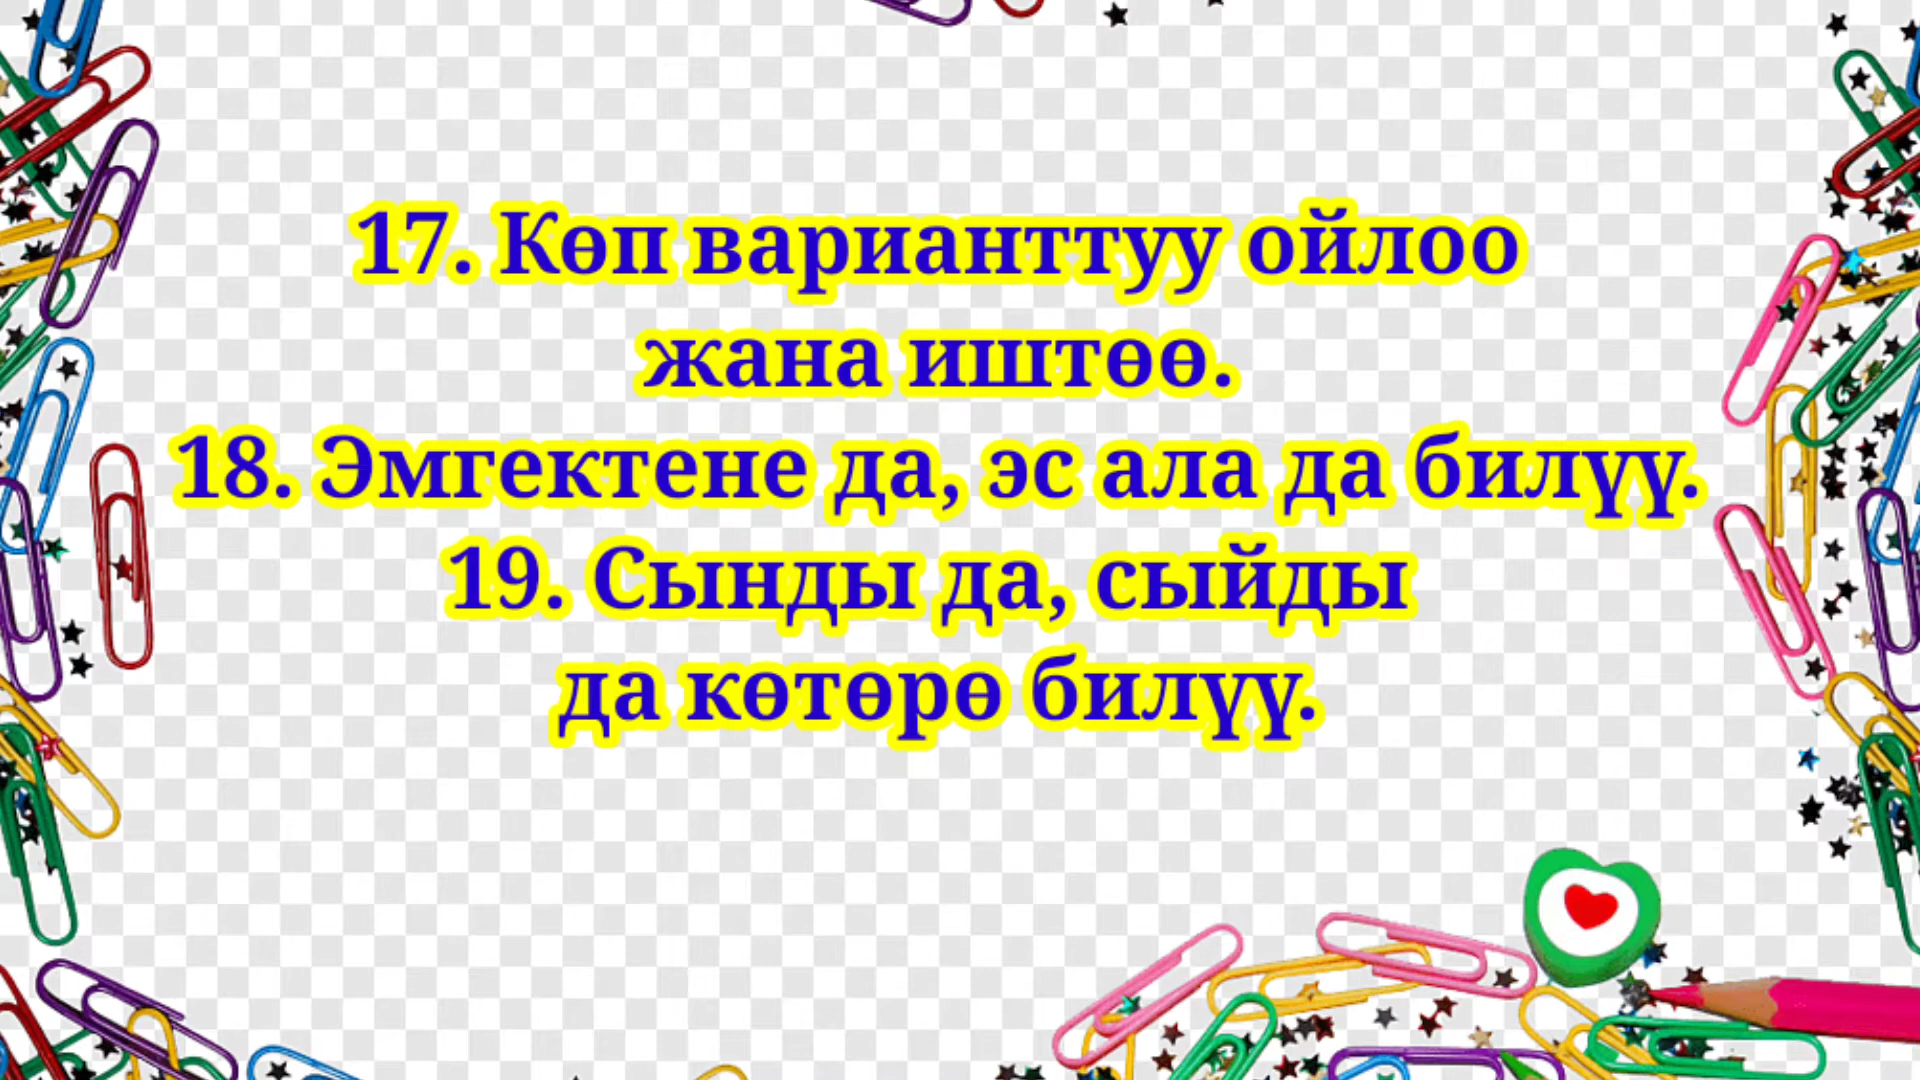 17. Көп варианттуу ойлоо
жана иштөө.
18. Эмгектене да, эс ала да билүү.
19. Сынды да, сыйды
да көтөрө билүү.